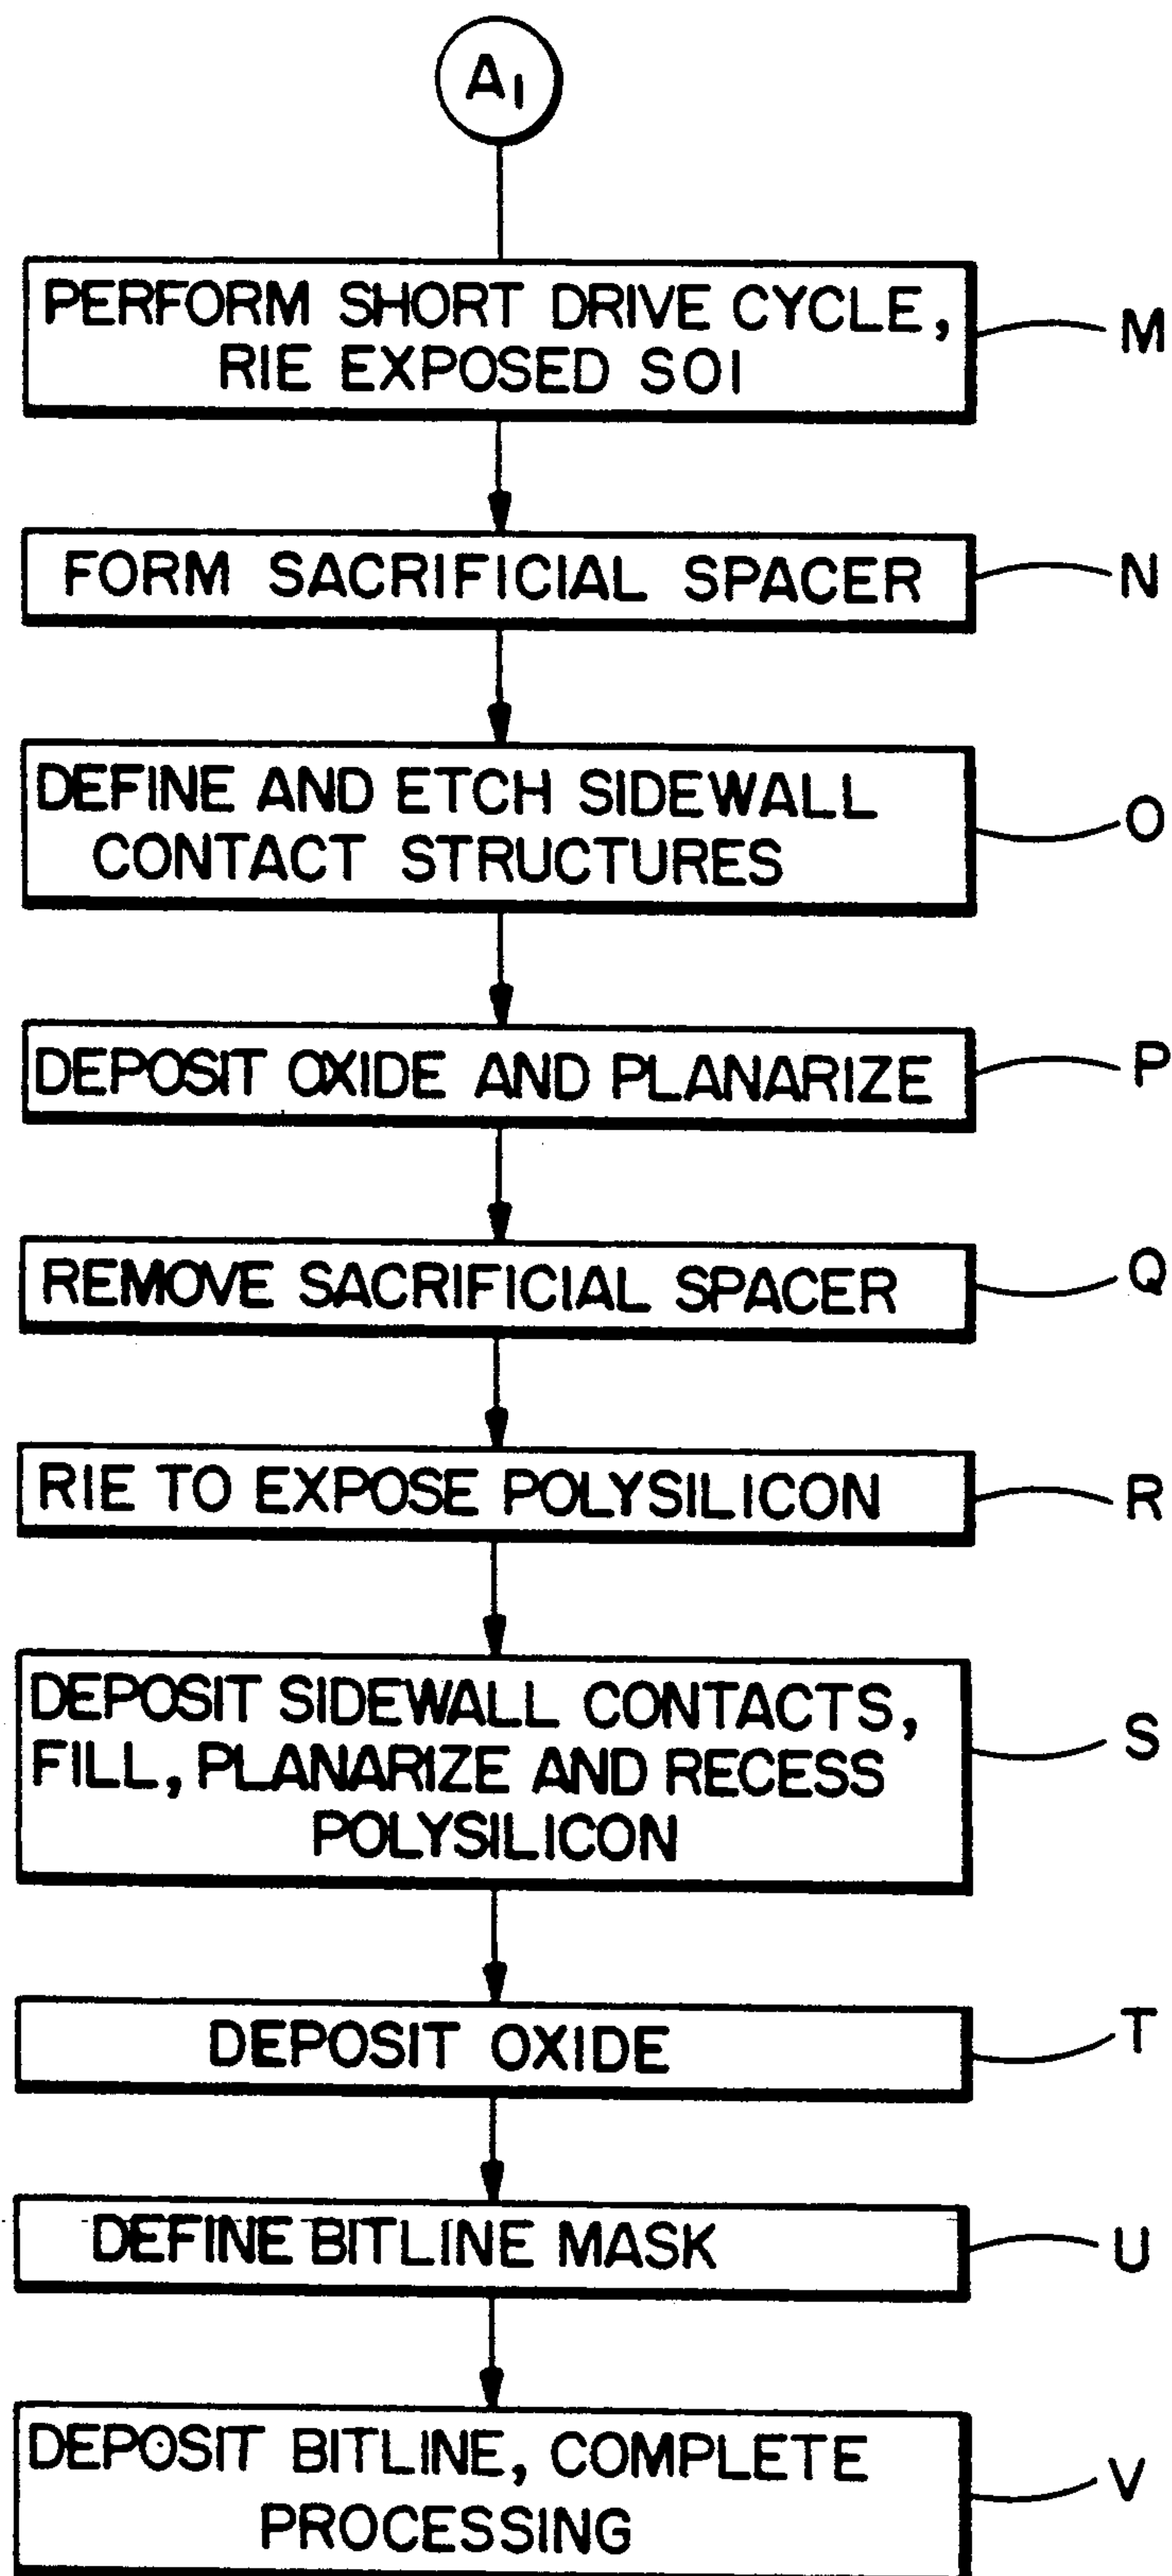 A1
PERFORM SHORT DRIVE CYCLE,
RIE EXPOSED SOI
M
FORM SACRIFICIAL SPACER
N
DEFINE AND ETCH SIDEWALL
CONTACT STRUCTURES
O
DEPOSIT OXIDE AND PLANARIZE
P
REMOVE SACRIFICIAL SPACER
Q
RIE TO EXPOSE POLYSILICON
R
DEPOSIT SIDEWALL CONTACTS,
FILL, PLANARIZE AND RECESS
POLYSILICON
S
DEPOSIT OXIDE
T
DEFINE BITLINE MASK
U
DEPOSIT BITLINE, COMPLETE
PROCESSING
V